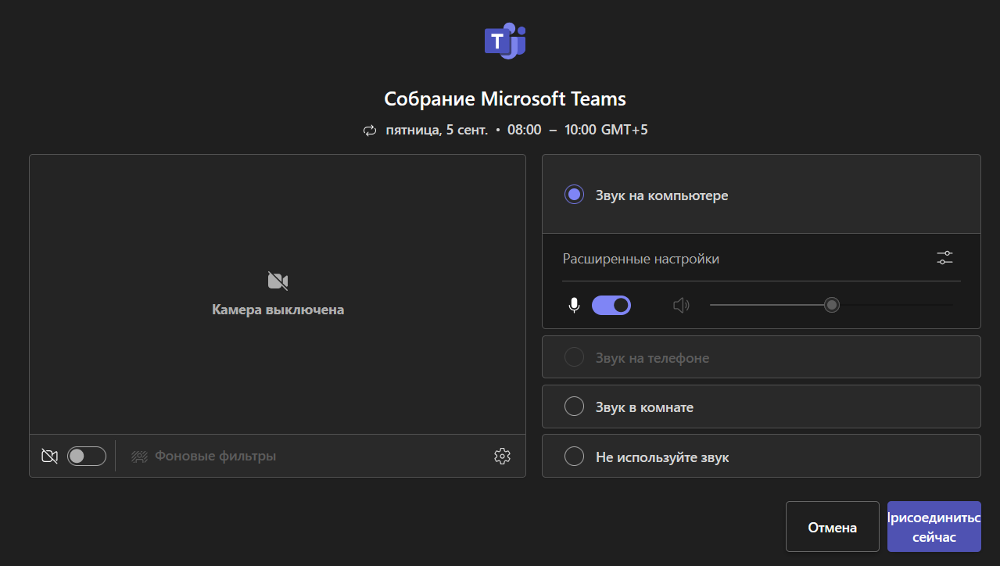 T
Собрание Microsoft Teams
пятница, 5 сент. • 08:00 – 10:00 GMT+5
Камера выключена
Фоновые фильтры
Звук на компьютере
Расширенные настройки
Звук на телефоне
Звук в комнате
Не используйте звук
Отмена
Присоединитьс
сейчас